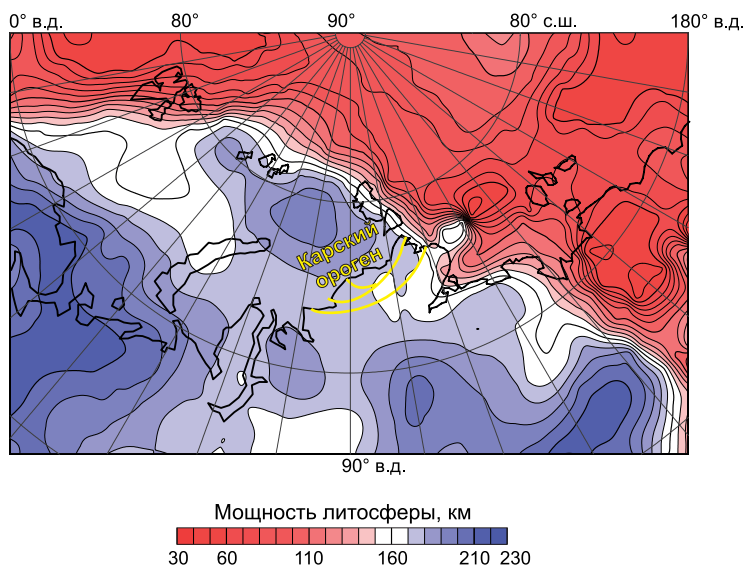 0° в.д. 80° 90° 80° с.ш. 180° в.д.
Карский
ороген
90° в.д.
Мощность литосферы, км
30 60 110 160 210 230